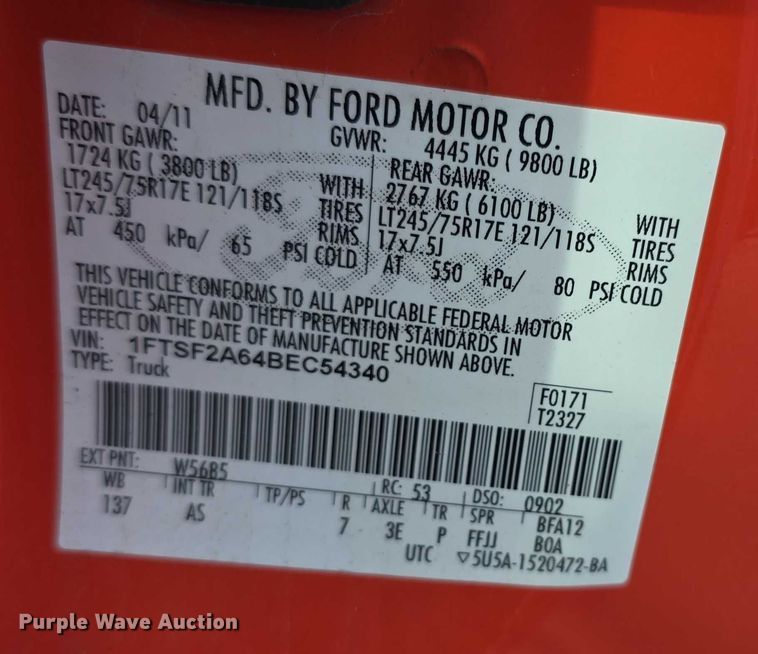 MFD. BY FORD MOTOR CO.
DATE: 04/11 GVWR: 4445 KG ( 9800 LB)
FRONT GAWR: REAR GAWR:
1724 KG ( 3800 LB) WITH 2767 KG ( 6100 LB) WITH
LT245/75R17E 121/118S TIRES LT245/75R17E 121/118S TIRES
17x7.5J RIMS 17x7.5J RIMS
AT 450 kPa/ 65 PSI COLD AT 550 kPa/ 80 PSI COLD
THIS VEHICLE CONFORMS TO ALL APPLICABLE FEDERAL MOTOR
VEHICLE SAFETY AND THEFT PREVENTION STANDARDS IN
EFFECT ON THE DATE OF MANUFACTURE SHOWN ABOVE.
VIN: 1FTSF2A64BEC54340
TYPE: Truck
F0171
T2327
EXT PNT: W56B5 RC: 53 DSO: 0902
WB INT TR TP/PS R AXLE TR SPR BFA12
137 AS 7 3E P FFJJ B0A
UTC ▽5U5A-1520472-BA
Purple Wave Auction